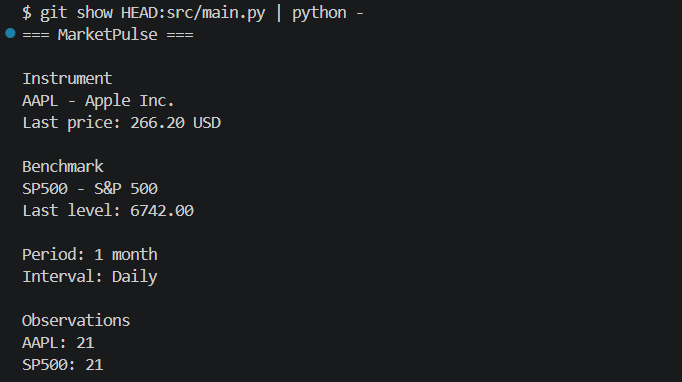 $ git show HEAD:src/main.py | python -
=== MarketPulse ===
Instrument
AAPL - Apple Inc.
Last price: 266.20 USD
Benchmark
SP500 - S&P 500
Last level: 6742.00
Period: 1 month
Interval: Daily
Observations
AAPL: 21
SP500: 21